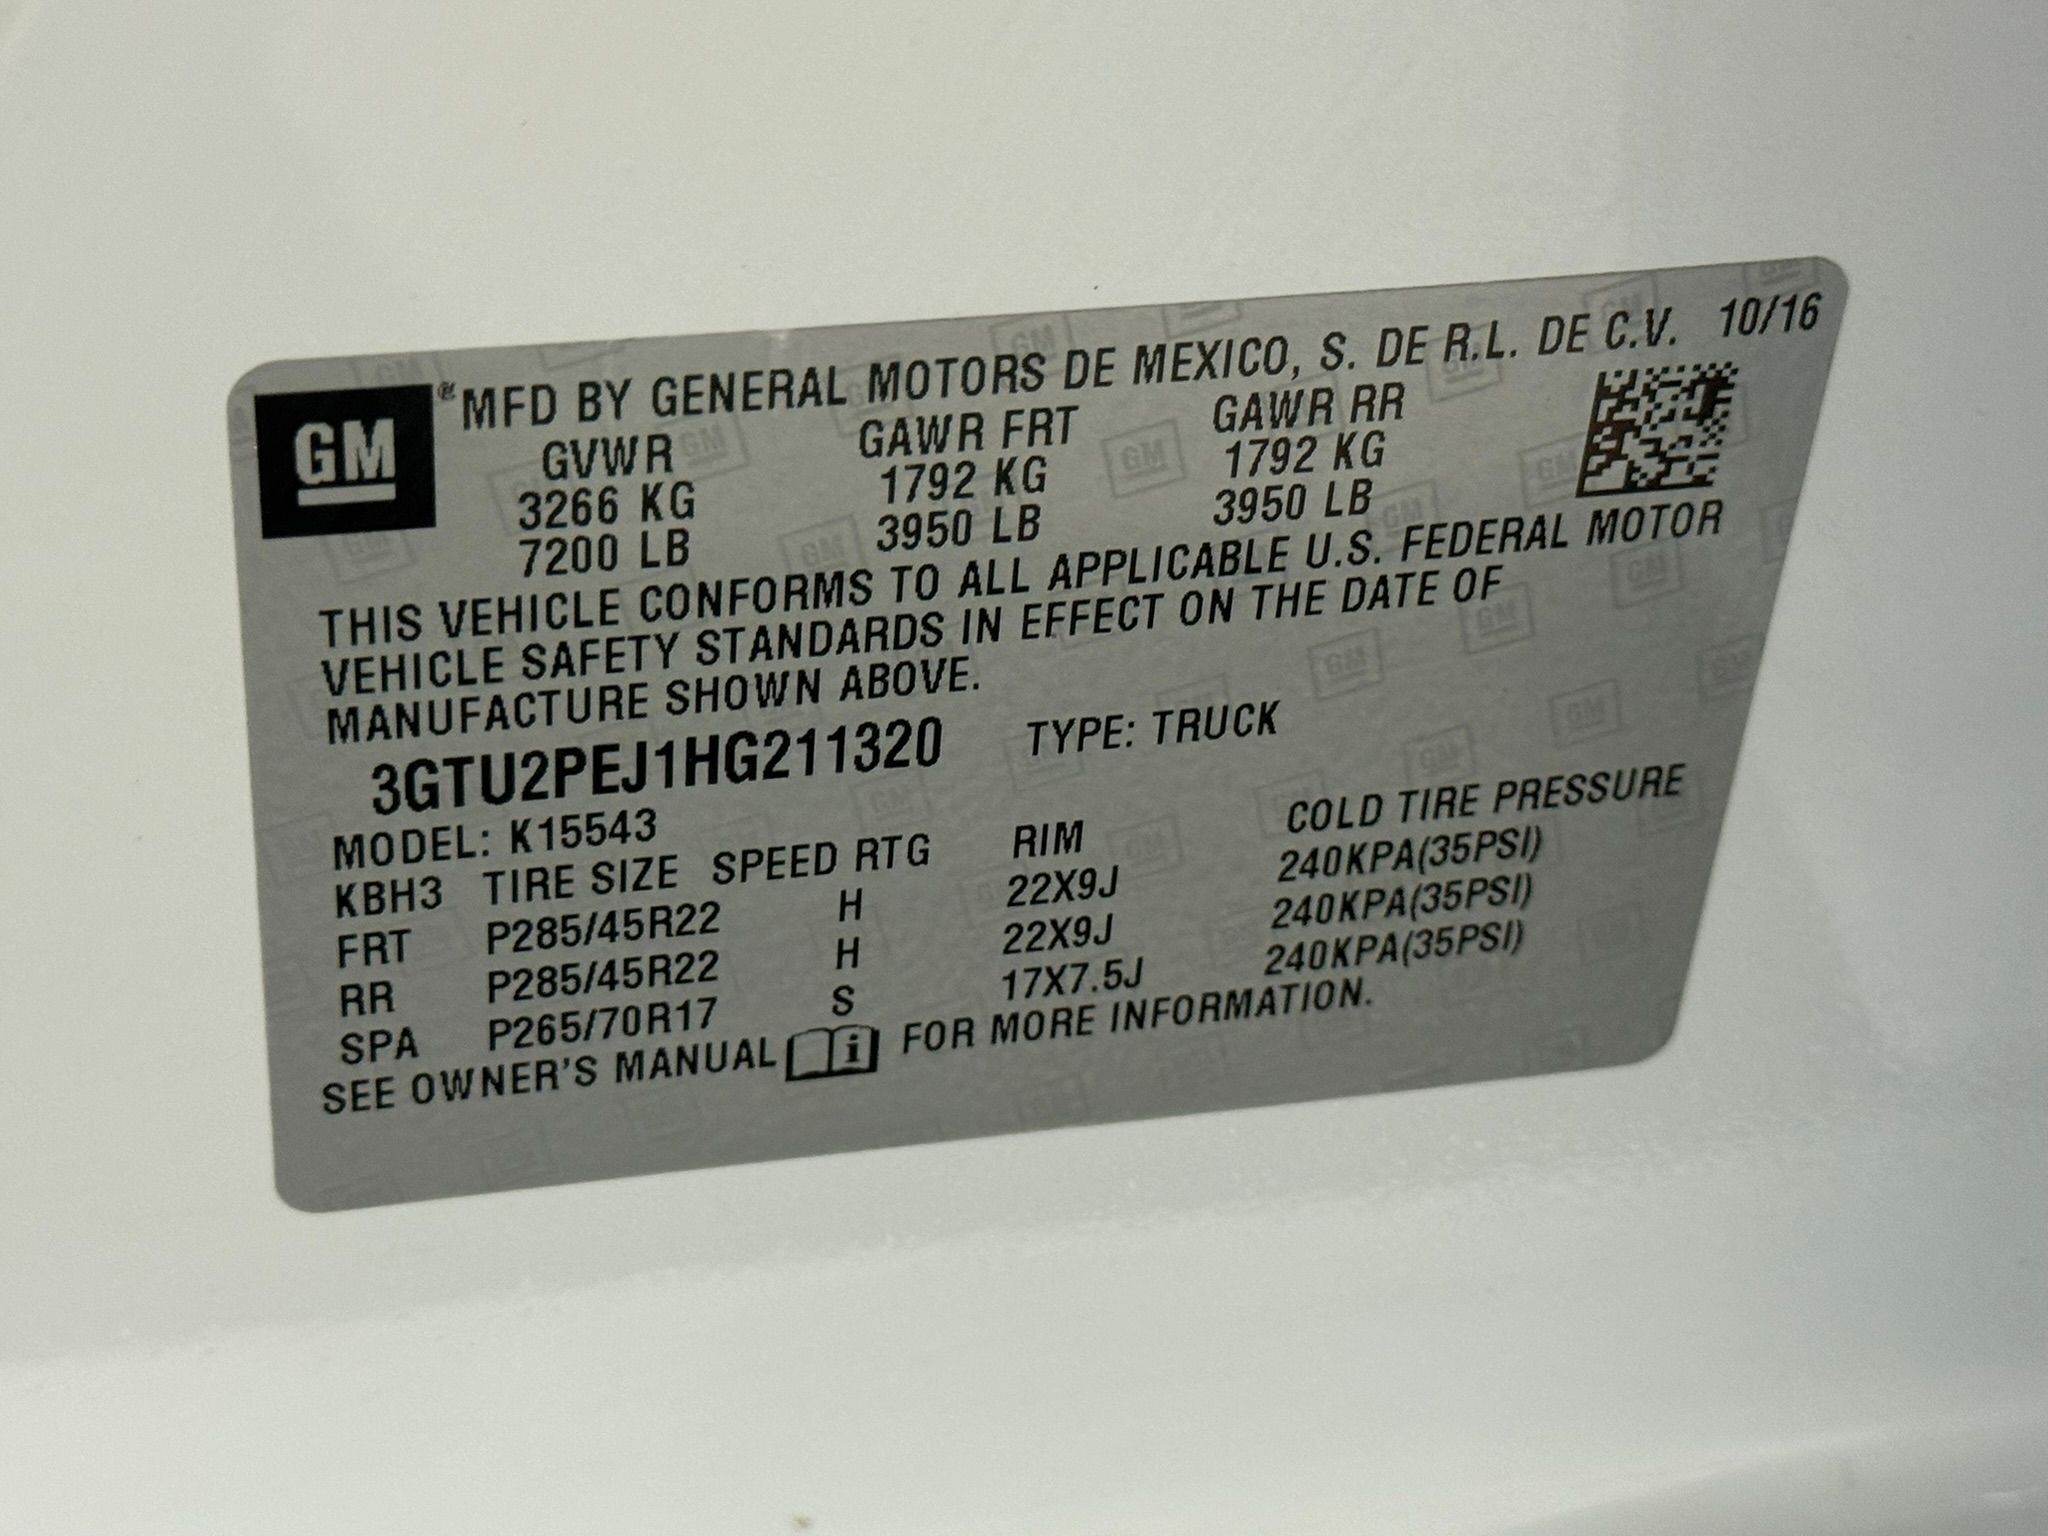 GM
®MFD BY GENERAL MOTORS DE MEXICO, S. DE R.L. DE C.V. 10/16
GVWR GAWR FRT GAWR RR
3266 KG 1792 KG 1792 KG
7200 LB 3950 LB 3950 LB
THIS VEHICLE CONFORMS TO ALL APPLICABLE U.S. FEDERAL MOTOR
VEHICLE SAFETY STANDARDS IN EFFECT ON THE DATE OF
MANUFACTURE SHOWN ABOVE.
3GTU2PEJ1HG211320 TYPE: TRUCK
MODEL: K15543
KBH3 TIRE SIZE SPEED RTG RIM COLD TIRE PRESSURE
FRT P285/45R22 H 22X9J 240KPA(35PSI)
RR P285/45R22 H 22X9J 240KPA(35PSI)
SPA P265/70R17 S 17X7.5J 240KPA(35PSI)
SEE OWNER'S MANUAL i FOR MORE INFORMATION.